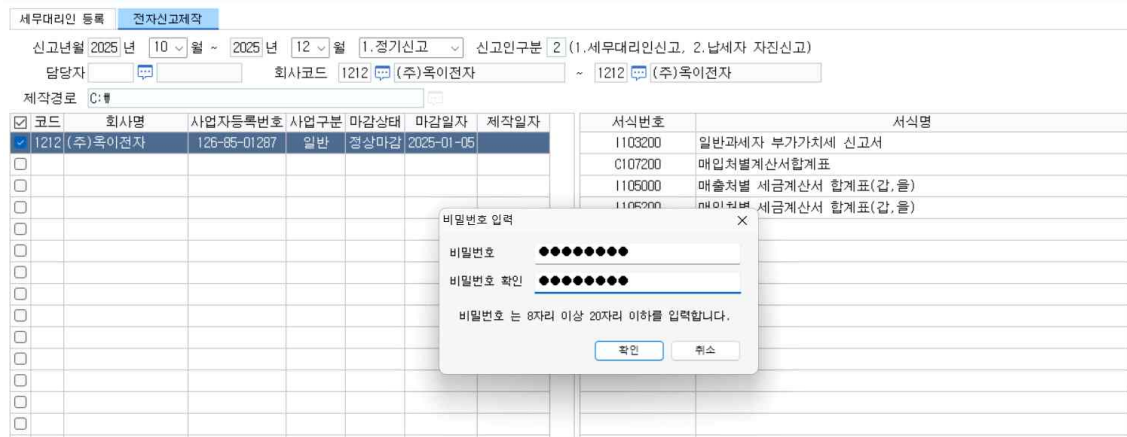 세무대리인 등록 전자신고제작
신고년월 2025 년 10 월 ~ 2025 년 12 월 1.정기신고 신고인구분 2 (1.세무대리인신고, 2.납세자 자진신고)
담당자 회사코드 1212 (주)옥이전자 ~ 1212 (주)옥이전자
제작경로 C:₩
코드 회사명 사업자등록번호 사업구분 마감상태 마감일자 제작일자 서식번호 서식명
1212 (주)옥이전자 126-85-01287 일반 정상마감 2025-01-05 I103200 일반과세자 부가가치세 신고서
C107200 매입처별계산서합계표
I105000 매출처별 세금계산서 합계표(갑,을)
I105200 매입처별 세금계산서 합계표(갑,을)
비밀번호 입력
비밀번호 ●●●●●●●●
비밀번호 확인 ●●●●●●●●
비밀번호 는 8자리 이상 20자리 이하를 입력합니다.
확인 취소